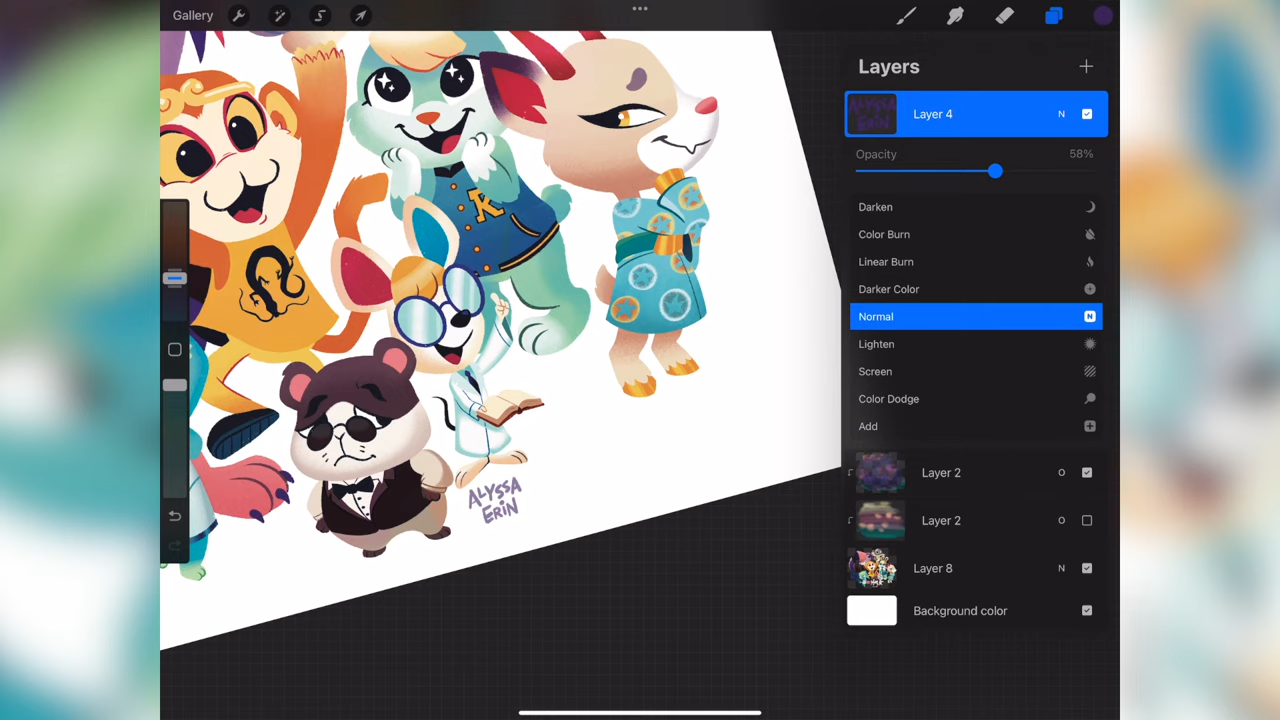 Gallery
Layers
Layer 4 N
Opacity 58%
Darken
Color Burn
Linear Burn
Darker Color
Normal N
Lighten
Screen
Color Dodge
Add
Layer 2 O
Layer 2 O
Layer 8 N
Background color
K
ALYSSA
ERIN